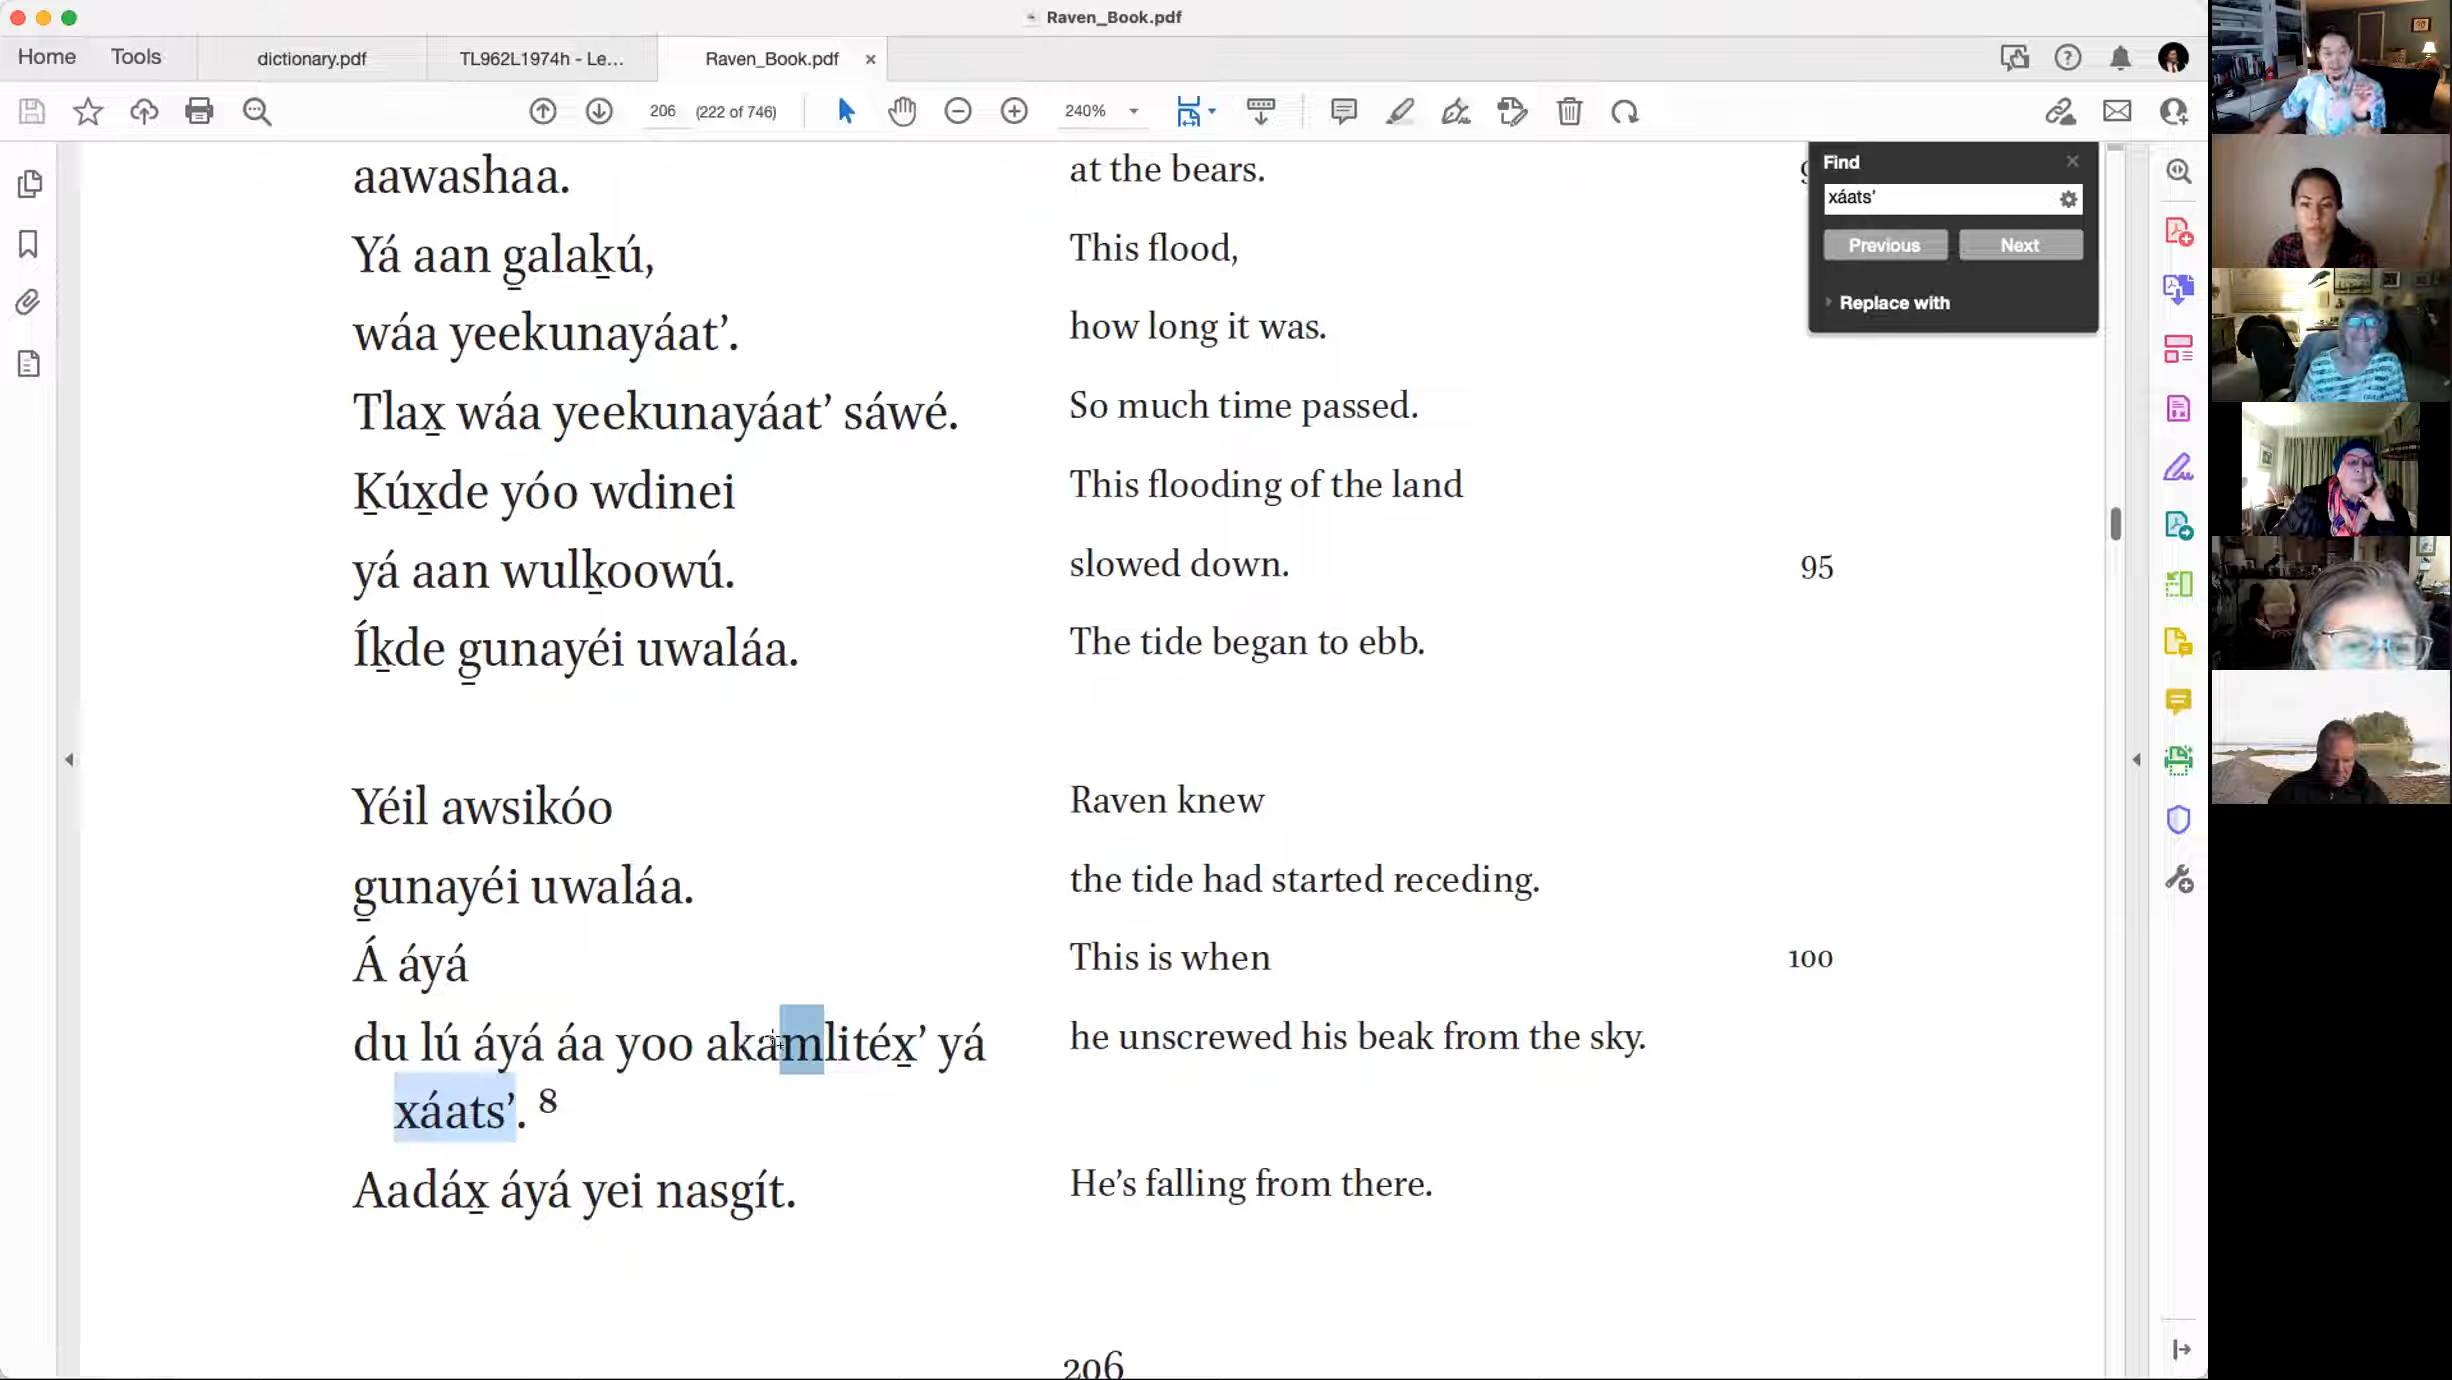 Raven_Book.pdf
Home Tools dictionary.pdf TL962L1974h - Le... Raven_Book.pdf
206 (222 of 746) 240%
Find
xáats’
Previous Next
Replace with
aawashaa. at the bears.
Yá aan g̱alaḵú, This flood,
wáa yeekunayáat’. how long it was.
Tlax̱ wáa yeekunayáat’ sáwé. So much time passed.
Ḵúx̱de yóo wdinei This flooding of the land
yá aan wulḵoowú. slowed down. 95
Íḵde g̱unayéi uwaláa. The tide began to ebb.
Yéil awsikóo Raven knew
g̱unayéi uwaláa. the tide had started receding.
Á áyá This is when 100
du lú áyá áa yoo akamlitéx̱’ yá he unscrewed his beak from the sky.
xáats’. 8
Aadáx̱ áyá yei nasgít. He’s falling from there.
206